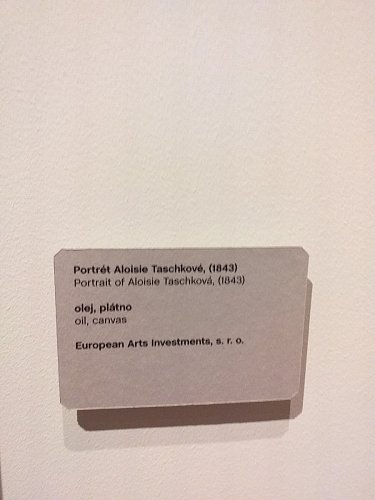 Portrét Aloisie Taschkové, (1843)
Portrait of Aloisie Taschková, (1843)
olej, plátno
oil, canvas
European Arts Investments, s. r. o.